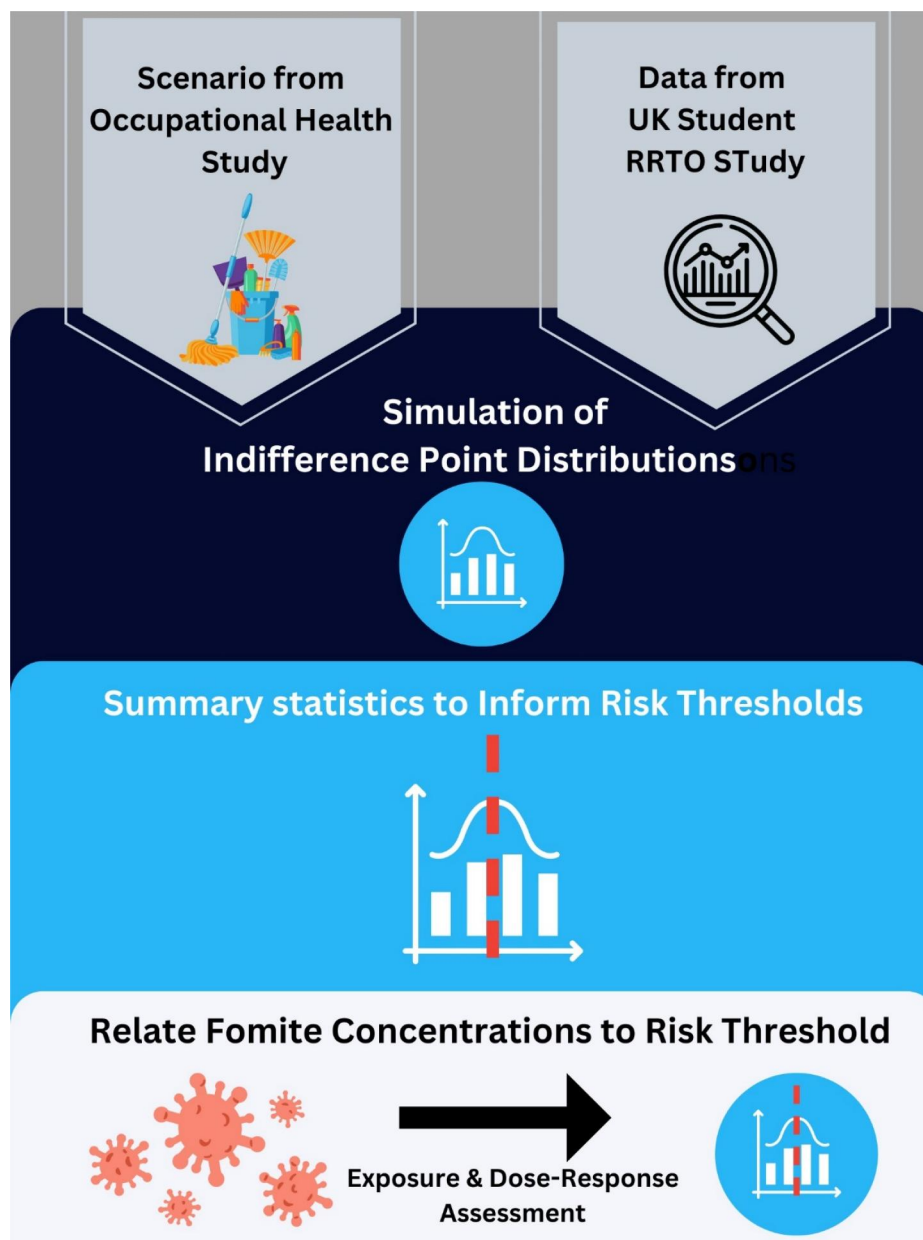 Scenario from
Occupational Health
Study
Data from
UK Student
RRTO STudy
Simulation of
Indifference Point Distributionsons
Summary statistics to Inform Risk Thresholds
Relate Fomite Concentrations to Risk Threshold
Exposure & Dose-Response
Assessment